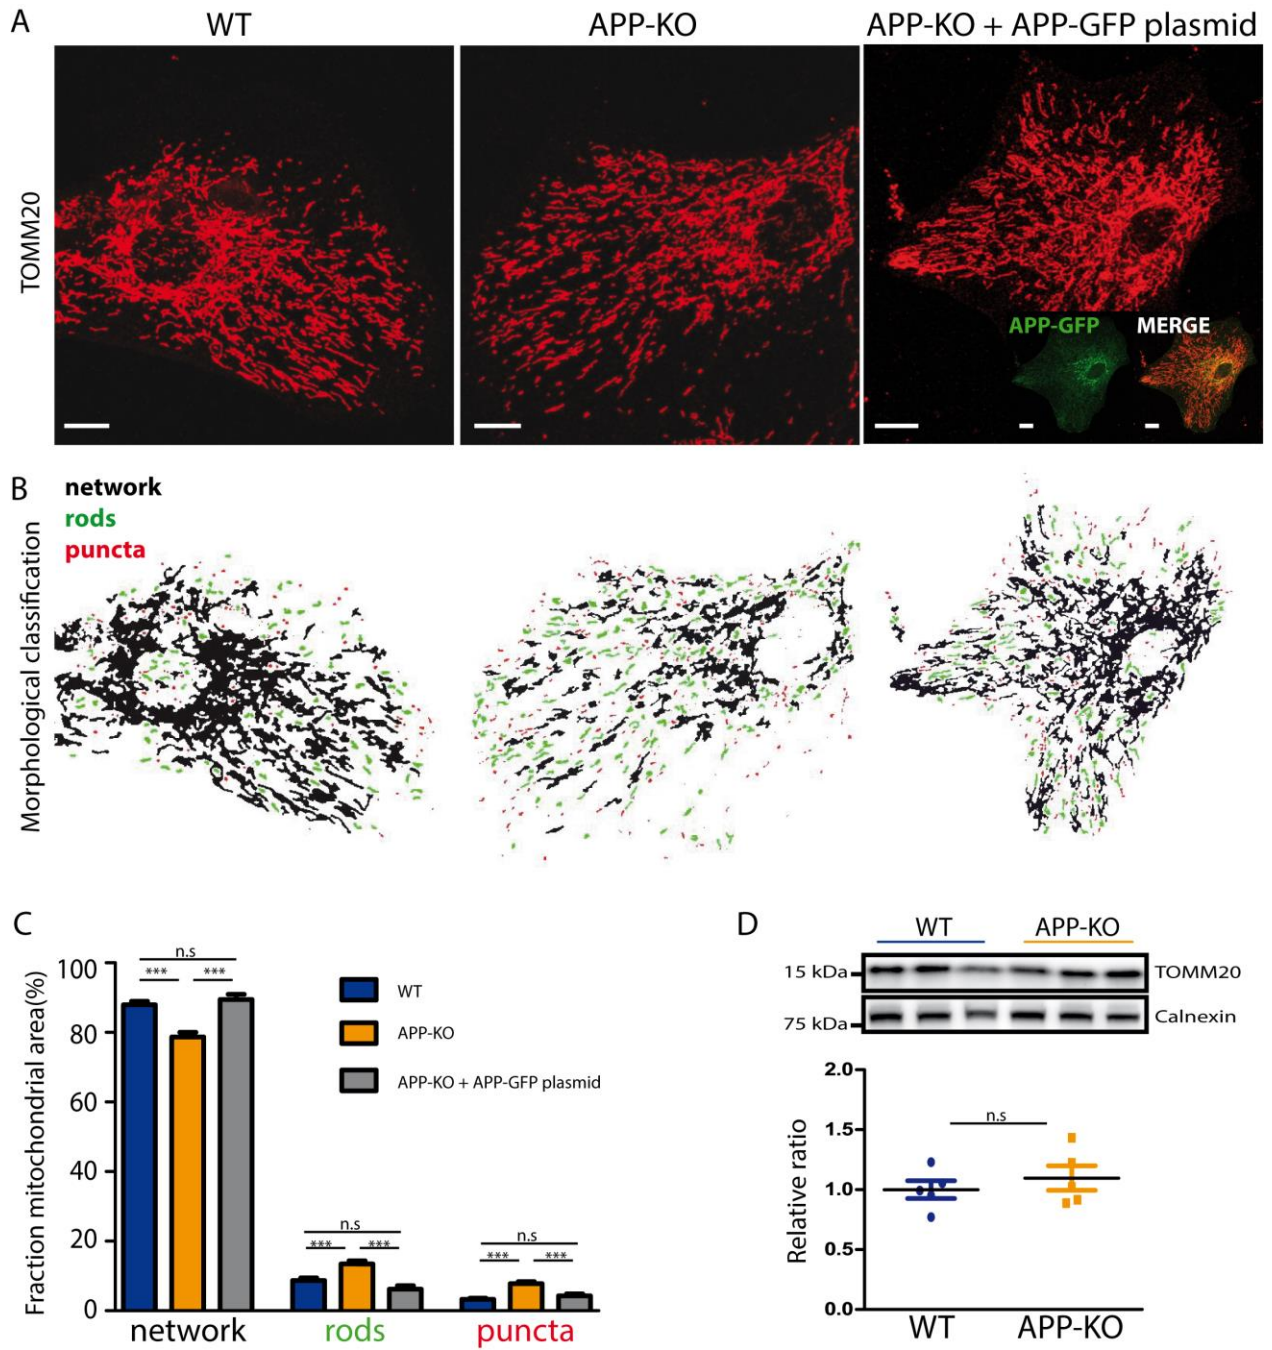 A
WT
APP-KO
APP-KO + APP-GFP plasmid
TOMM20
APP-GFP
MERGE
B
Morphological classification
network
rods
puncta
C
Fraction mitochondrial area(%)
100
80
60
40
20
0
n.s
*** ***
n.s
*** ***
n.s
*** ***
WT
APP-KO
APP-KO + APP-GFP plasmid
network
rods
puncta
D
WT
APP-KO
15 kDa
TOMM20
75 kDa
Calnexin
Relative ratio
2.0
1.5
1.0
0.5
0.0
n.s
WT
APP-KO